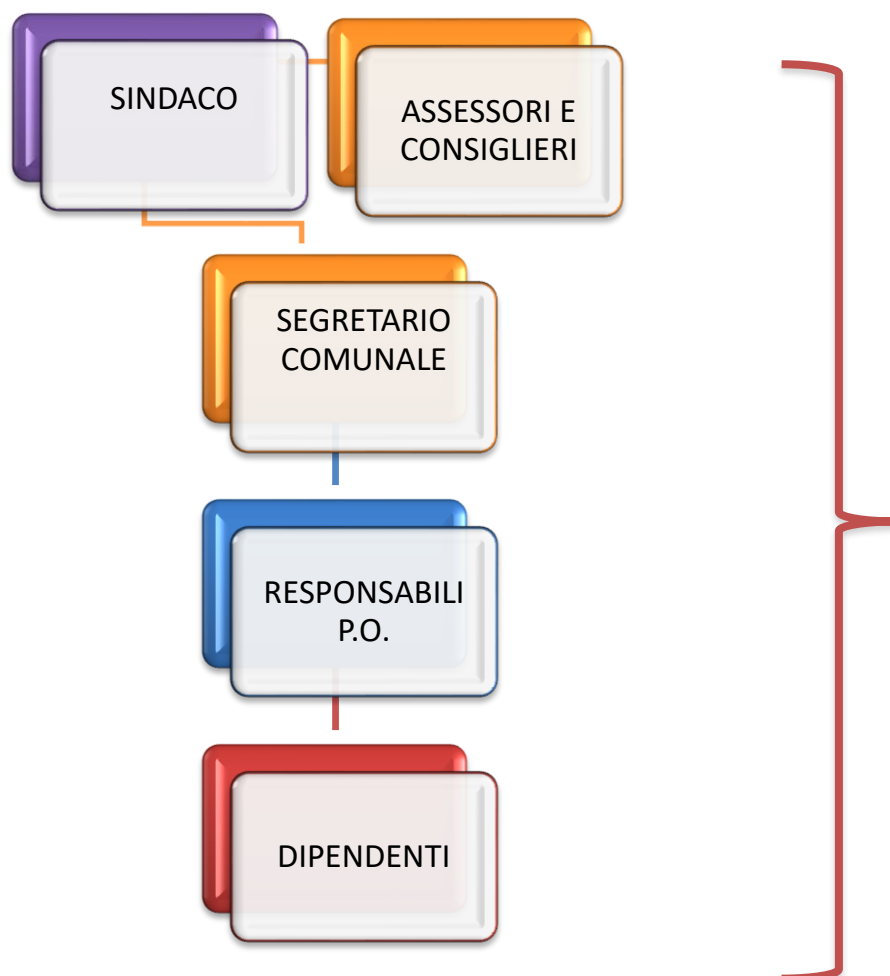 SINDACO
ASSESSORI E
CONSIGLIERI
SEGRETARIO
COMUNALE
RESPONSABILI
P.O.
DIPENDENTI